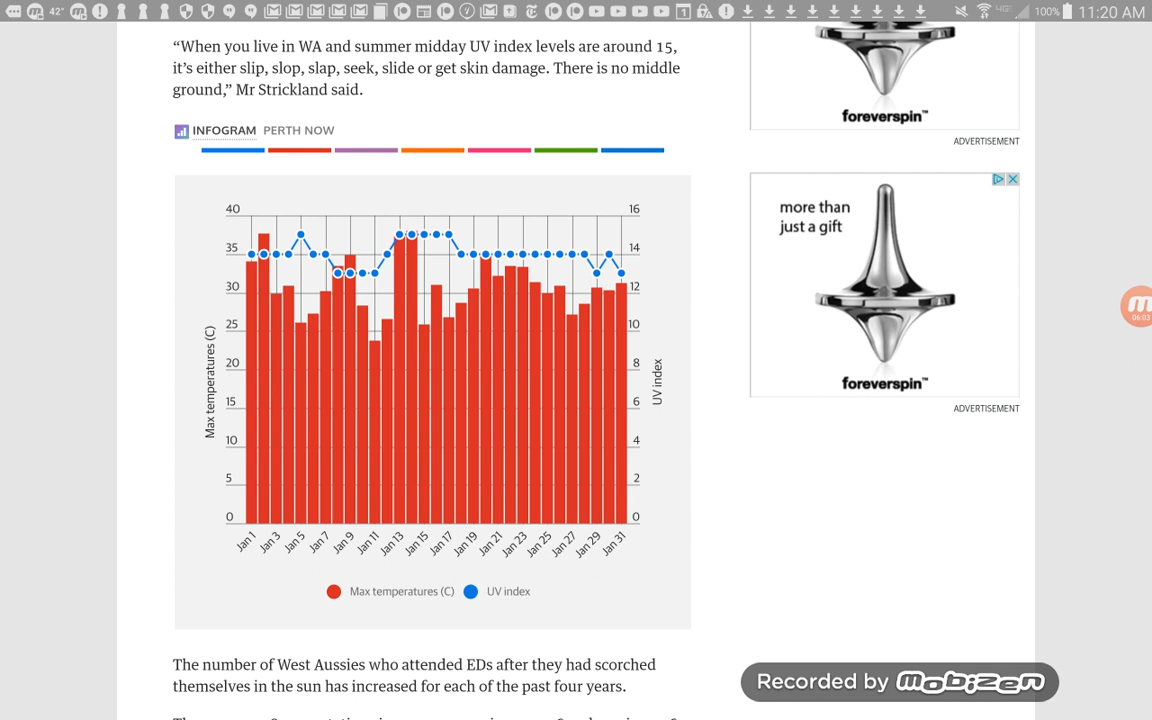 42°
100%
11:20 AM
“When you live in WA and summer midday UV index levels are around 15,
it’s either slip, slop, slap, seek, slide or get skin damage. There is no middle
ground,” Mr Strickland said.
INFOGRAM PERTH NOW
40
35
30
25
20
15
10
5
0
Max temperatures (C)
16
14
12
10
8
6
4
2
0
UV index
Jan 1
Jan 3
Jan 5
Jan 7
Jan 9
Jan 11
Jan 13
Jan 15
Jan 17
Jan 19
Jan 21
Jan 23
Jan 25
Jan 27
Jan 29
Jan 31
Max temperatures (C) UV index
The number of West Aussies who attended EDs after they had scorched
themselves in the sun has increased for each of the past four years.
foreverspin™
ADVERTISEMENT
more than
just a gift
foreverspin™
ADVERTISEMENT
06:03
Recorded by mobizen